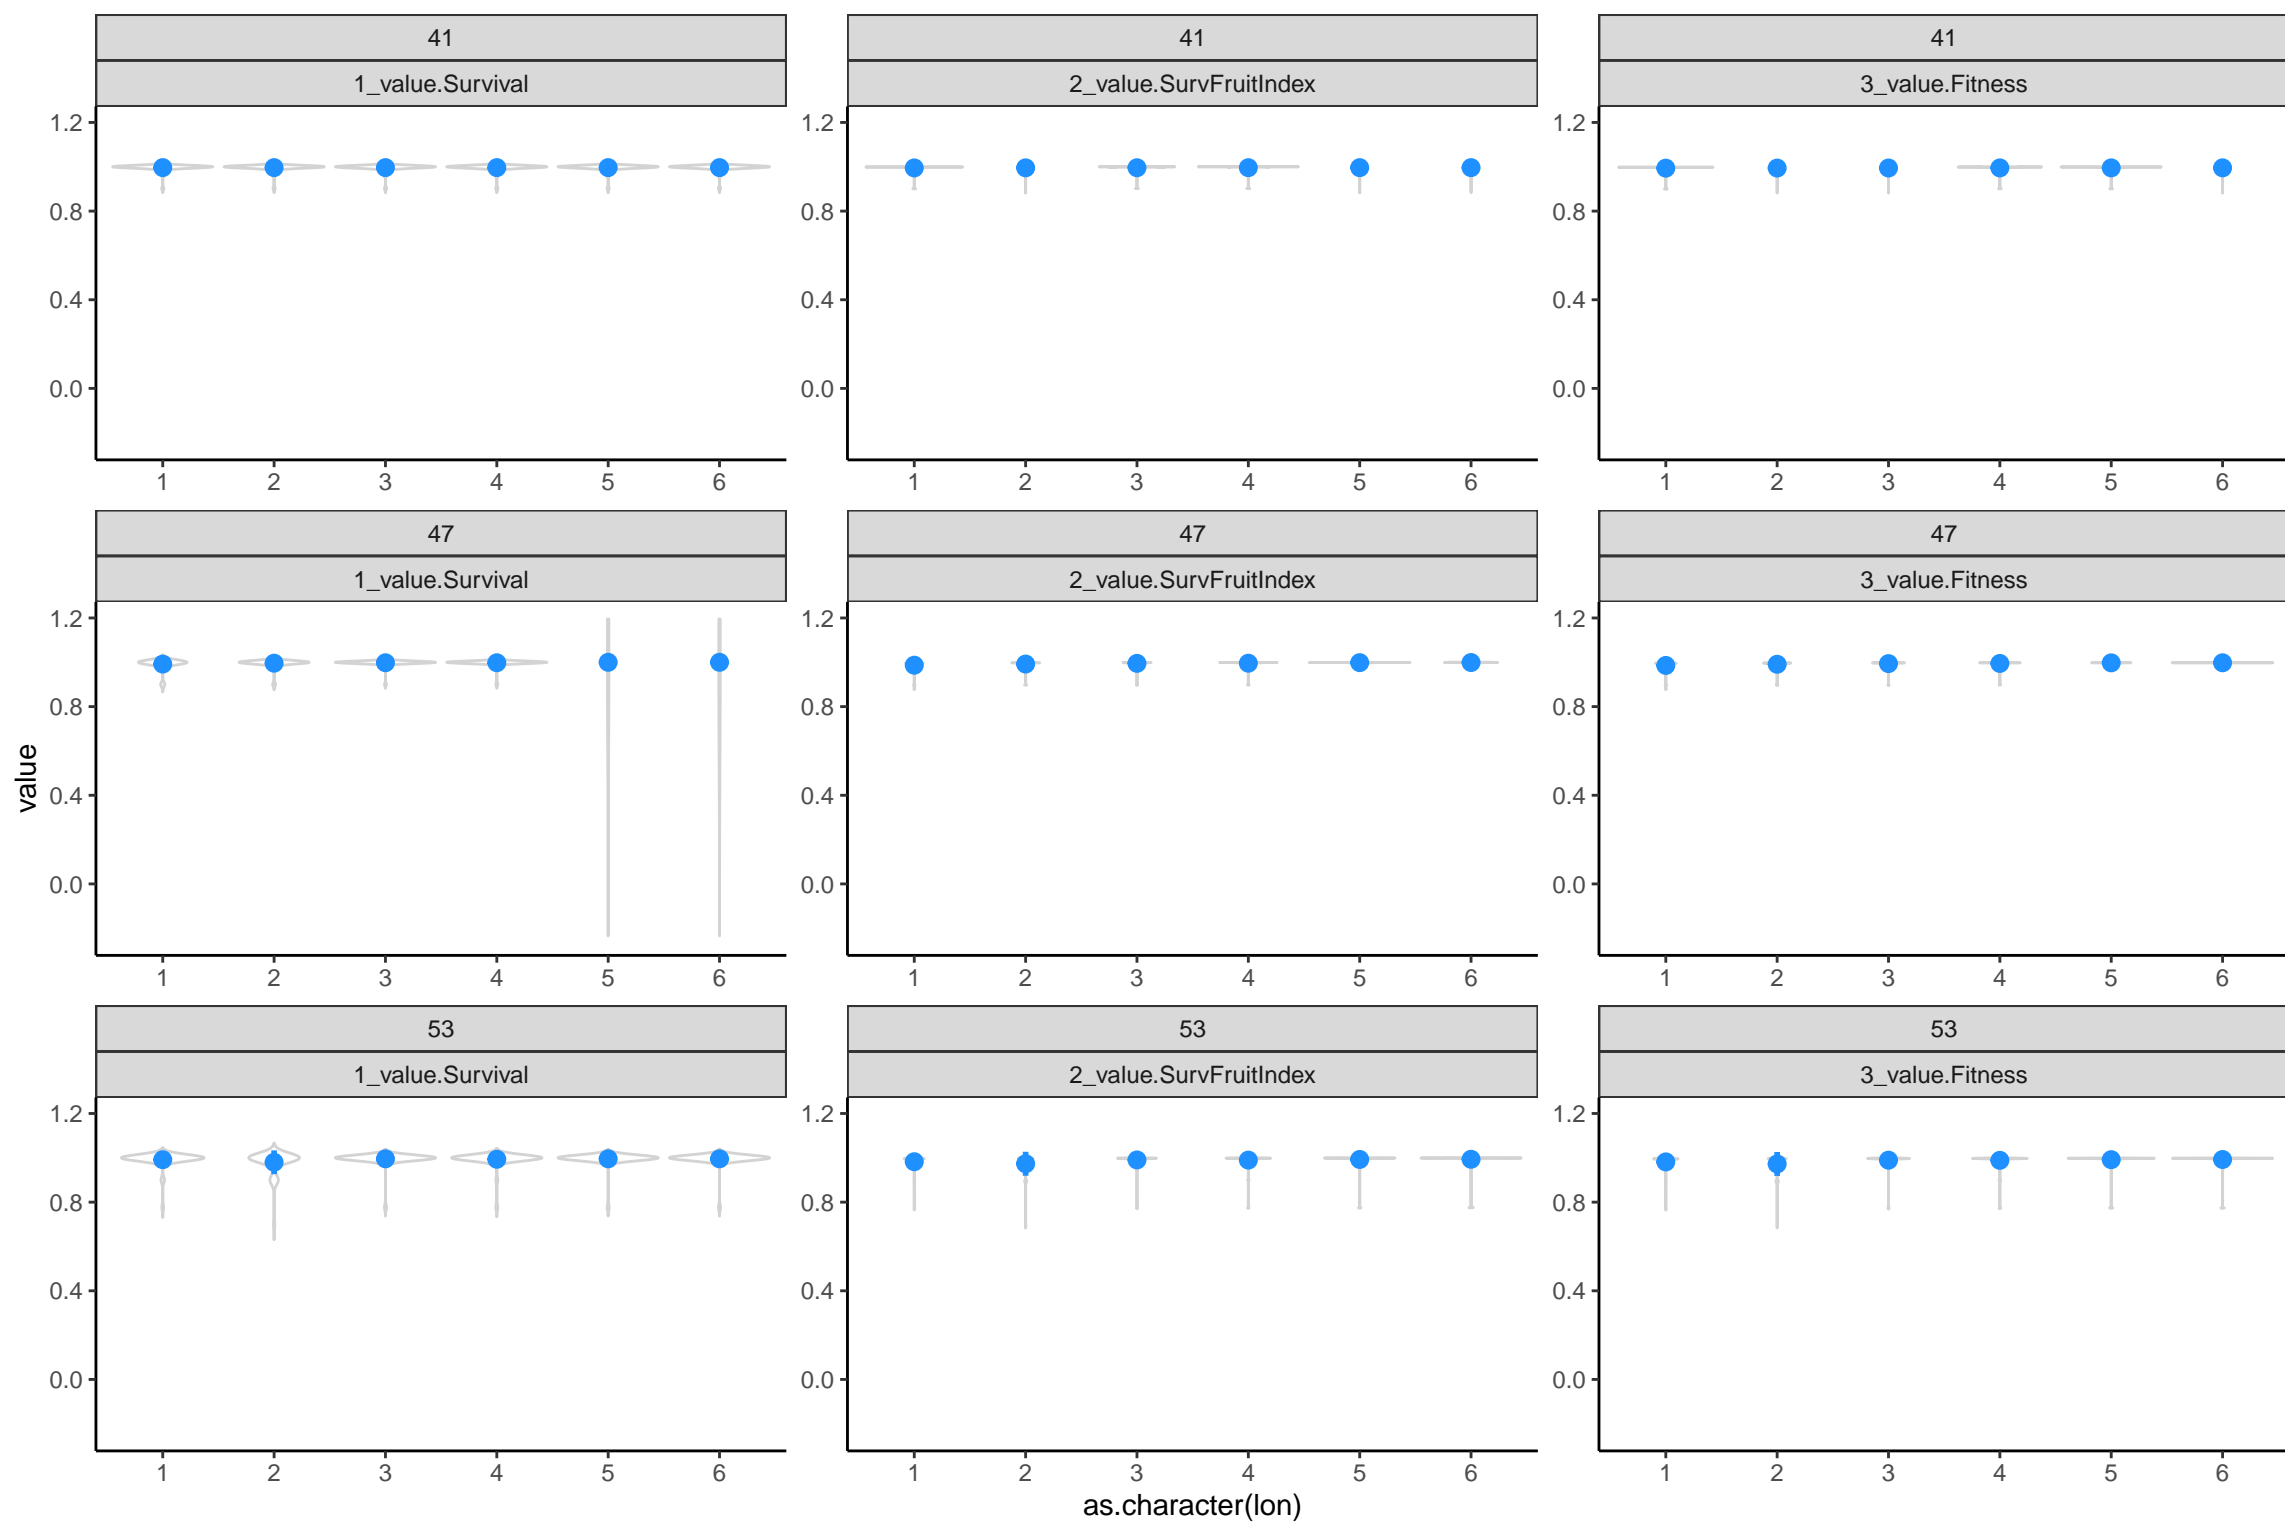 41 41 41
1_value.Survival 2_value.SurvFruitIndex 3_value.Fitness
1.2 1.2 1.2
0.8 0.8 0.8
0.4 0.4 0.4
0.0 0.0 0.0
1 2 3 4 5 6 1 2 3 4 5 6 1 2 3 4 5 6
47 47 47
1_value.Survival 2_value.SurvFruitIndex 3_value.Fitness
1.2 1.2 1.2
0.8 0.8 0.8
value
0.4 0.4 0.4
0.0 0.0 0.0
1 2 3 4 5 6 1 2 3 4 5 6 1 2 3 4 5 6
53 53 53
1_value.Survival 2_value.SurvFruitIndex 3_value.Fitness
1.2 1.2 1.2
0.8 0.8 0.8
0.4 0.4 0.4
0.0 0.0 0.0
1 2 3 4 5 6 1 2 3 4 5 6 1 2 3 4 5 6
as.character(lon)